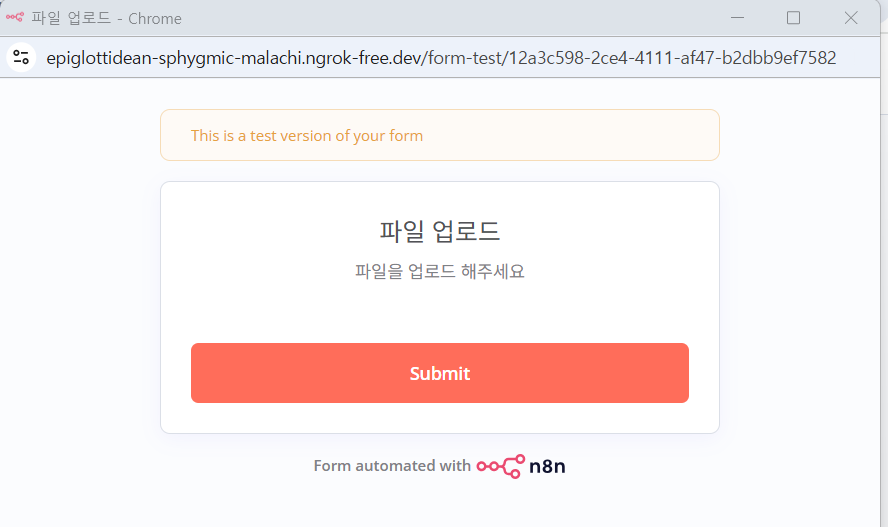 파일 업로드 - Chrome
epiglottidean-sphygmic-malachi.ngrok-free.dev/form-test/12a3c598-2ce4-4111-af47-b2dbb9ef7582
This is a test version of your form
파일 업로드
파일을 업로드 해주세요
Submit
Form automated with n8n